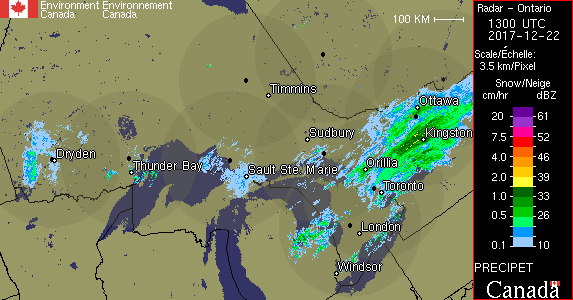 Environment Environnement
Canada Canada
100 KM
Radar - Ontario
1300 UTC
2017-12-22
Scale/Échelle:
3.5 km/Pixel
Snow/Neige
cm/hr dBZ
20 61
7.5 52
4.0 46
2.0 39
1.0 33
0.5 26
0.1 10
PRECIPET
Canada
Timmins
Ottawa
Sudbury
Kingston
Dryden
Thunder Bay
Sault Ste. Marie
Orillia
Toronto
London
Windsor